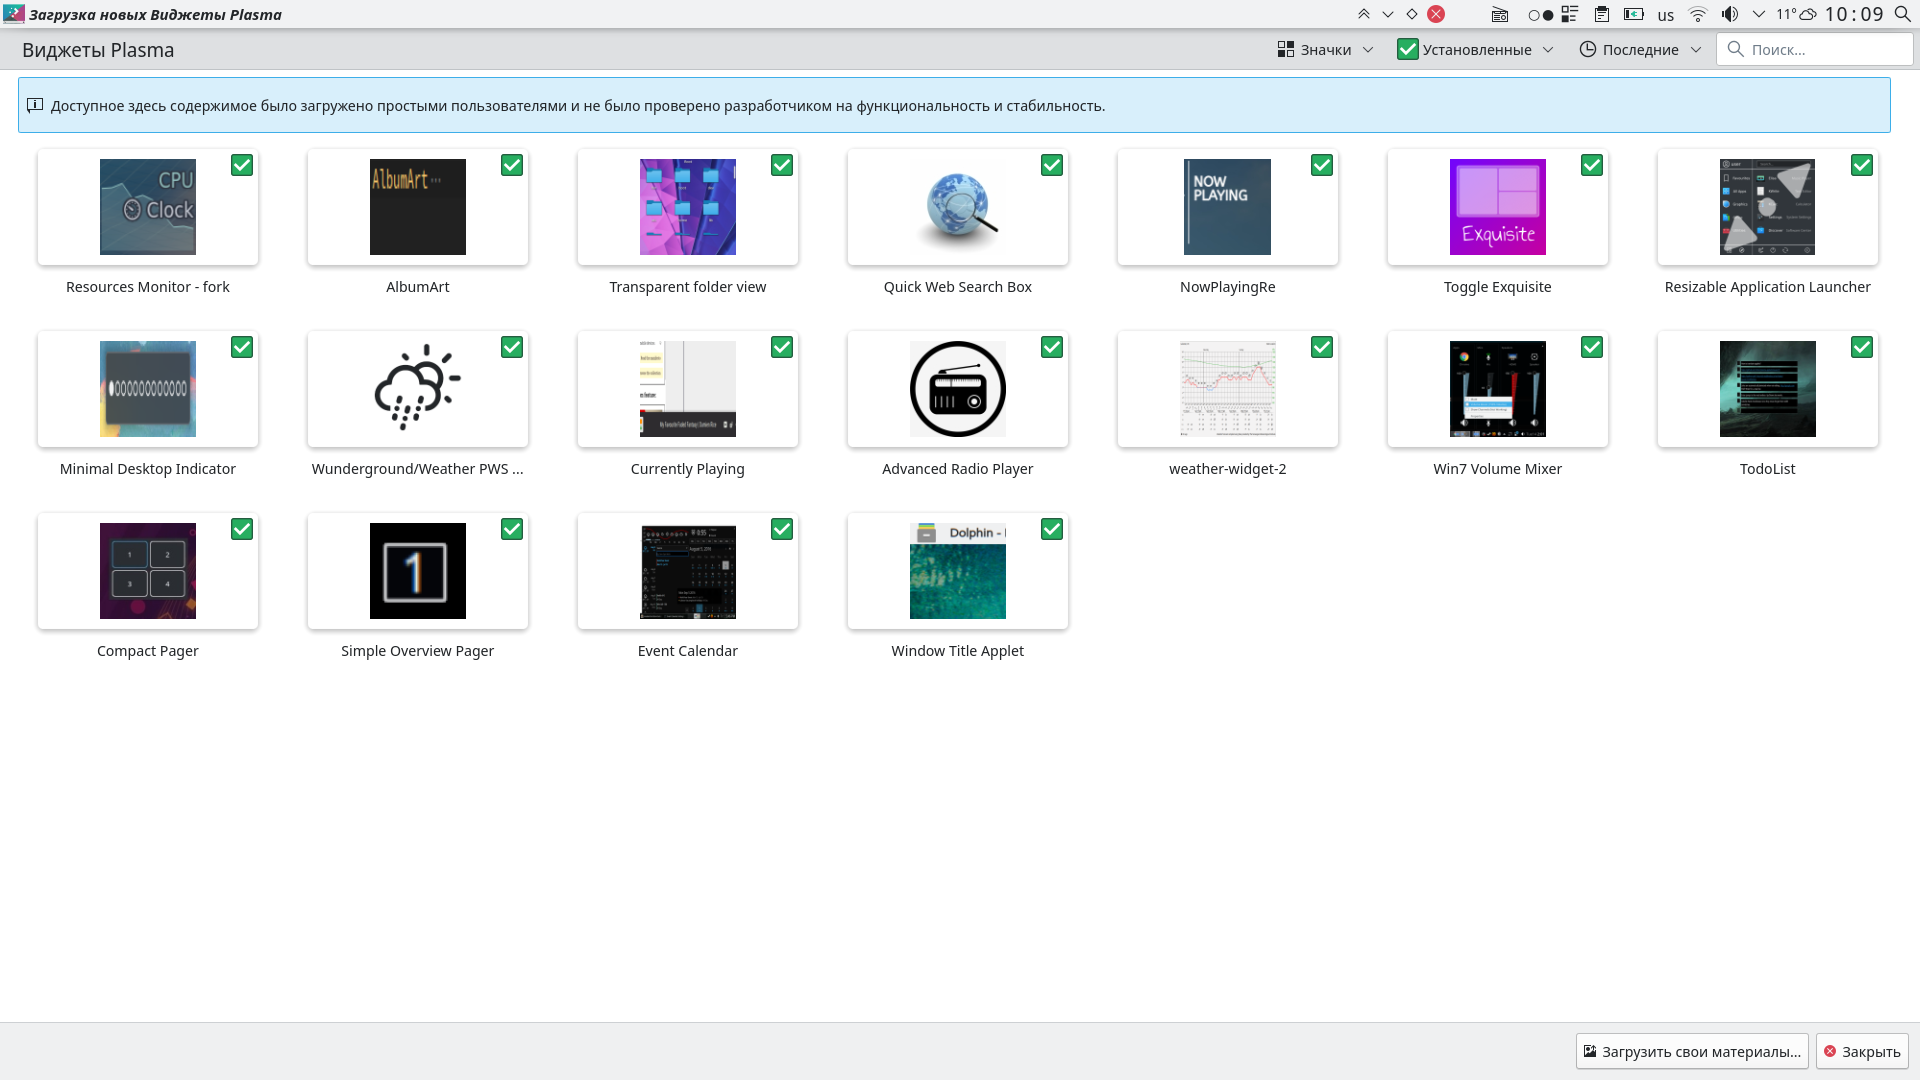 Загрузка новых Виджеты Plasma
us
11°
10:09
Виджеты Plasma
Значки
Установленные
Последние
Поиск...
Доступное здесь содержимое было загружено простыми пользователями и не было проверено разработчиком на функциональность и стабильность.
CPU
Clock
AlbumArt
NOW
PLAYING
Exquisite
Resources Monitor - fork
AlbumArt
Transparent folder view
Quick Web Search Box
NowPlayingRe
Toggle Exquisite
Resizable Application Launcher
Minimal Desktop Indicator
Wunderground/Weather PWS ...
Currently Playing
Advanced Radio Player
weather-widget-2
Win7 Volume Mixer
TodoList
1
2
3
4
1
Dolphin -
Compact Pager
Simple Overview Pager
Event Calendar
Window Title Applet
Загрузить свои материалы...
Закрыть